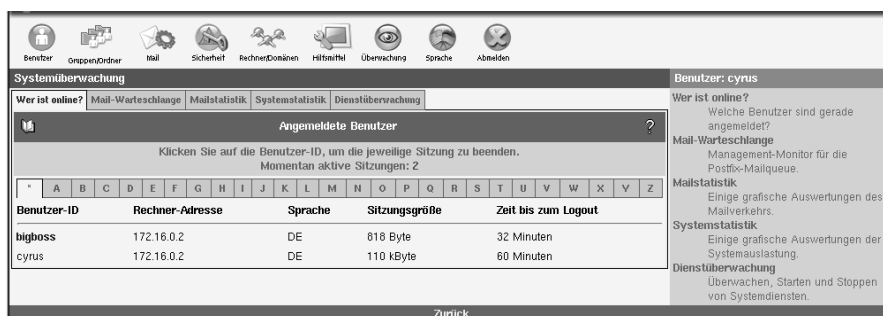 Benutzer Gruppen/Ordner Mail Sicherheit Rechner/Domänen Hilfsmittel Überwachung Sprache Abmelden
Systemüberwachung
Wer ist online? Mail-Warteschlange Mailstatistik Systemstatistik Dienstüberwachung
Angemeldete Benutzer ?
Klicken Sie auf die Benutzer-ID, um die jeweilige Sitzung zu beenden.
Momentan aktive Sitzungen: 2
* A B C D E F G H I J K L M N O P Q R S T U V W X Y Z
Benutzer-ID Rechner-Adresse Sprache Sitzungsgröße Zeit bis zum Logout
bigboss 172.16.0.2 DE 818 Byte 32 Minuten
cyrus 172.16.0.2 DE 110 kByte 60 Minuten
Benutzer: cyrus
Wer ist online?
Welche Benutzer sind gerade
angemeldet?
Mail-Warteschlange
Management-Monitor für die
Postfix-Mailqueue.
Mailstatistik
Einige grafische Auswertungen des
Mailverkehrs.
Systemstatistik
Einige grafische Auswertungen der
Systemauslastung.
Dienstüberwachung
Überwachen, Starten und Stoppen
von Systemdiensten.
Zurück